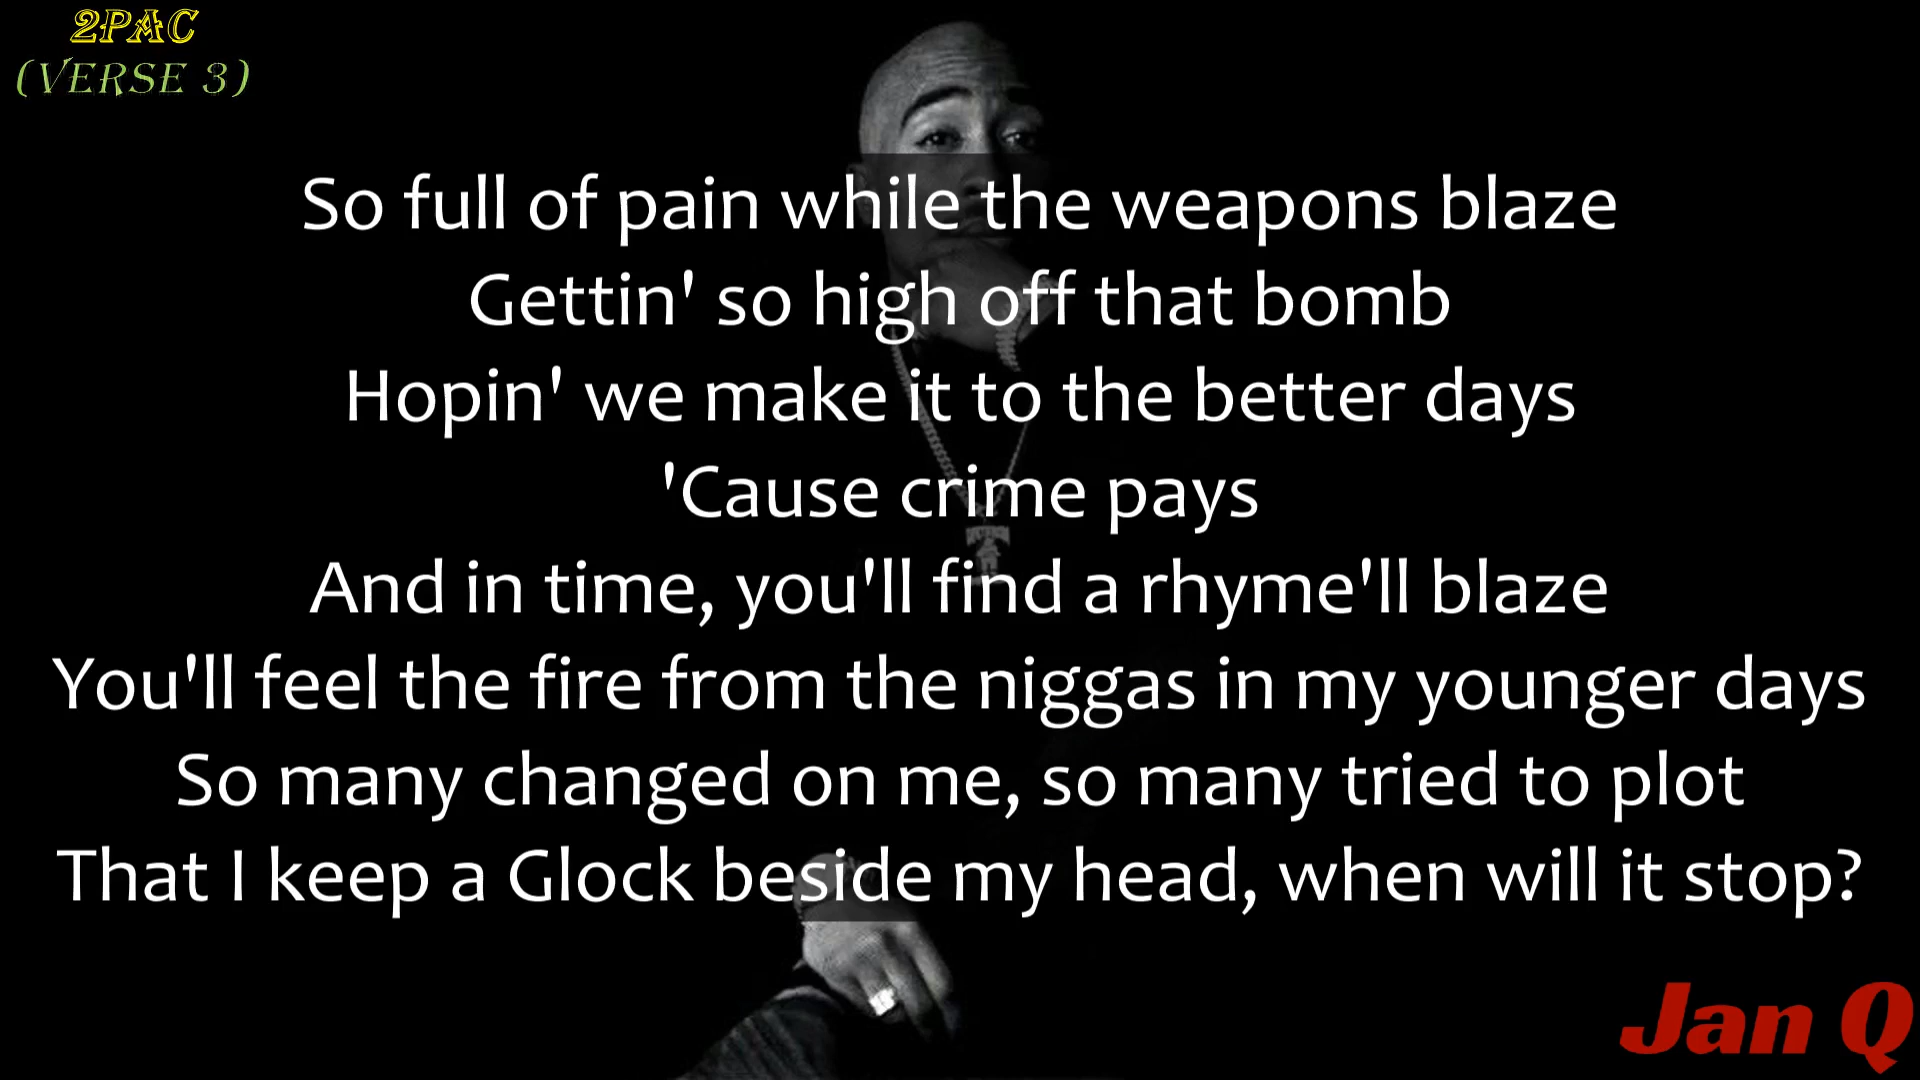 2PAC
(VERSE 3)
So full of pain while the weapons blaze
Gettin' so high off that bomb
Hopin' we make it to the better days
'Cause crime pays
And in time, you'll find a rhyme'll blaze
You'll feel the fire from the niggas in my younger days
So many changed on me, so many tried to plot
That I keep a Glock beside my head, when will it stop?
Jan Q